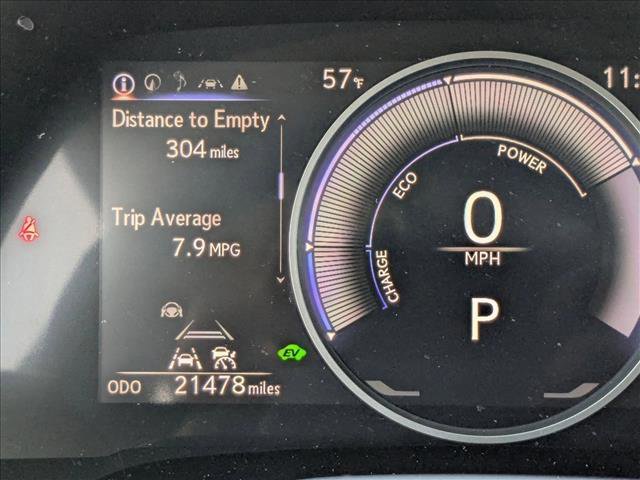 57°F
11:
Distance to Empty
304 miles
Trip Average
7.9 MPG
POWER
ECO
CHARGE
0
MPH
P
EV
ODO 21478 miles